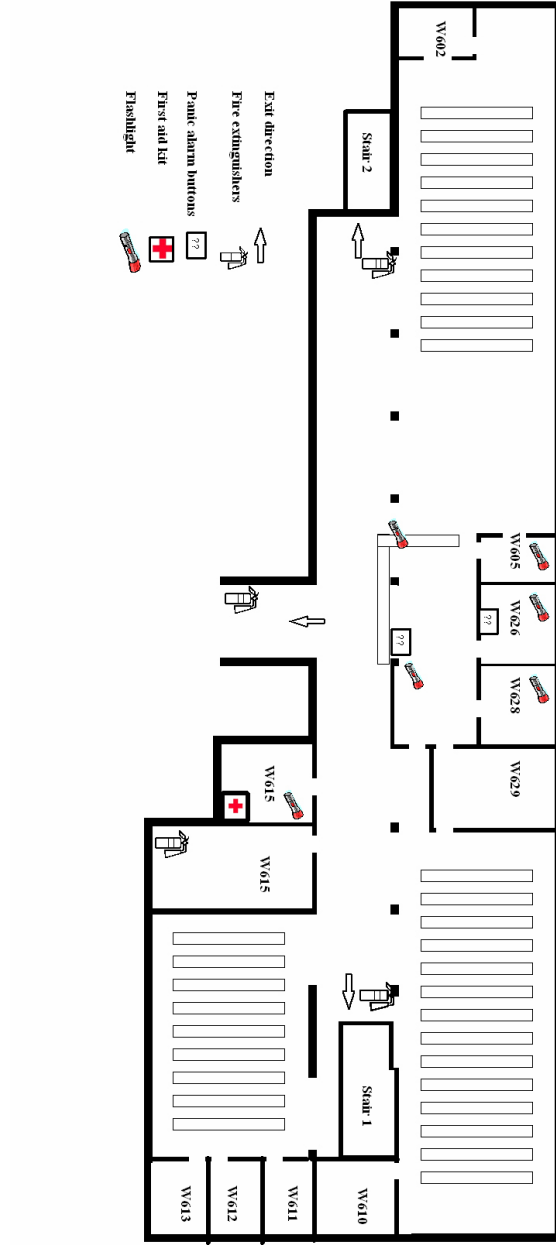 W602
Stair 2
Exit direction
Fire extinguishers
Panic alarm buttons
??
First aid kit
Flashlight
W605
W626
??
??
W628
W629
W615
W615
Stair 1
W610
W611
W612
W613